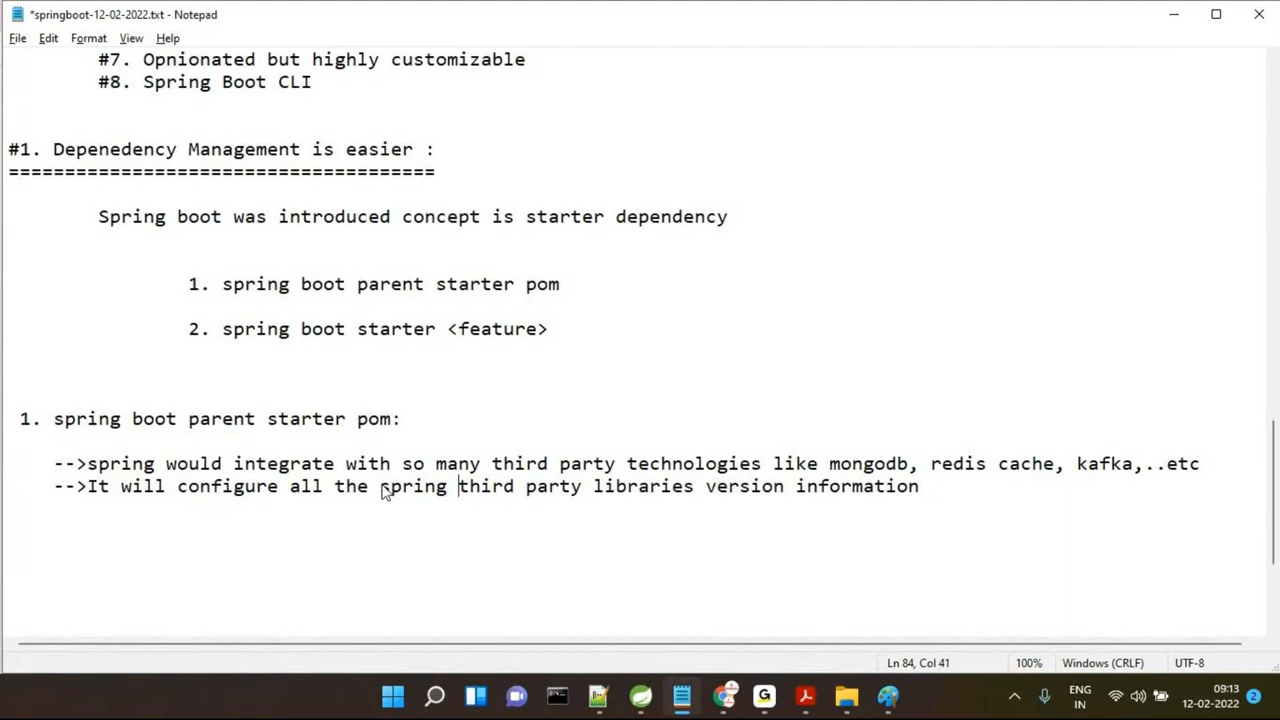 *springboot-12-02-2022.txt - Notepad
File Edit Format View Help
#7. Opnionated but highly customizable
#8. Spring Boot CLI
#1. Depenedency Management is easier :
======================================
Spring boot was introduced concept is starter dependency
1. spring boot parent starter pom
2. spring boot starter <feature>
1. spring boot parent starter pom:
-->spring would integrate with so many third party technologies like mongodb, redis cache, kafka,..etc
-->It will configure all the spring third party libraries version information
Ln 84, Col 41 100% Windows (CRLF) UTF-8
ENG 09:13
IN 12-02-2022 2